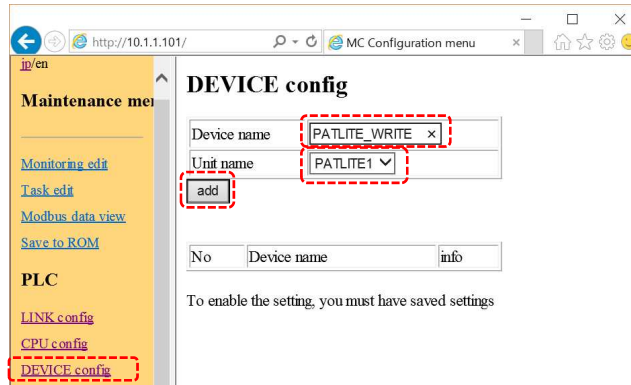 http://10.1.1.101/
MC Configuration menu
jp/en
Maintenance me
Monitoring edit
Task edit
Modbus data view
Save to ROM
PLC
LINK config
CPU config
DEVICE config
DEVICE config
Device name PATLITE_WRITE ×
Unit name PATLITE1
add
No Device name info
To enable the setting, you must have saved settings